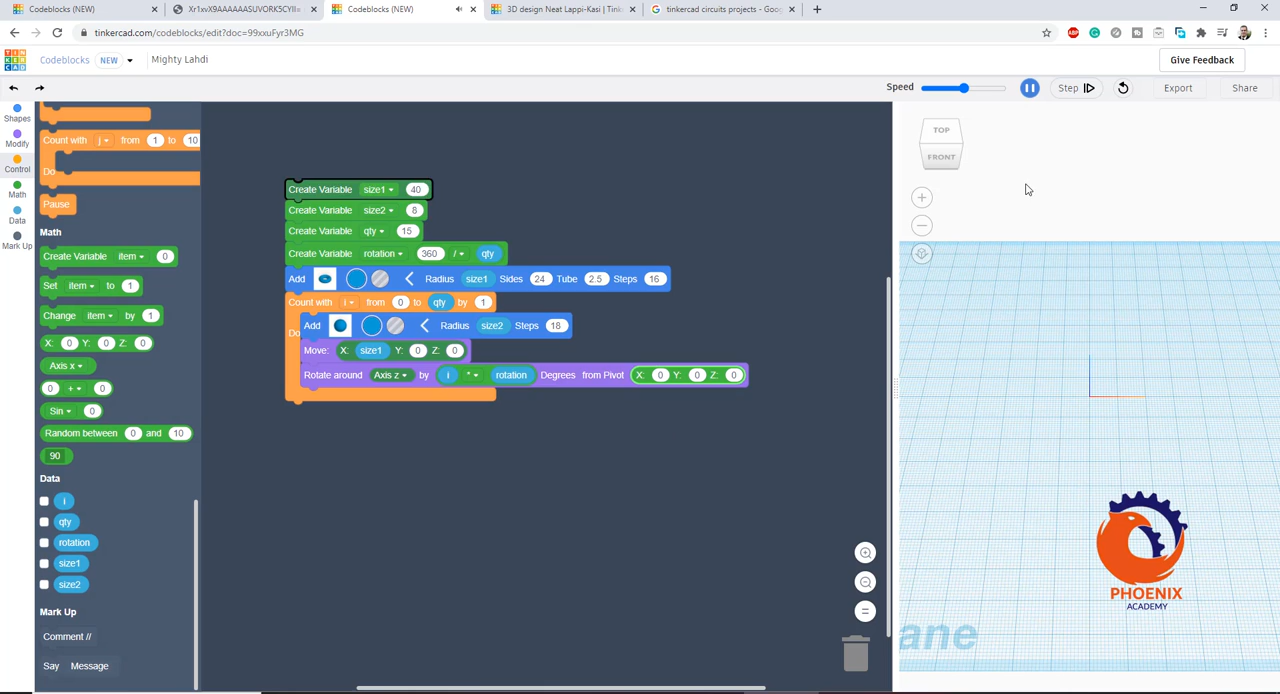 Codeblocks (NEW)
Xr1xvX9AAAAAASUVORK5CYII=
Codeblocks (NEW)
3D design Neat Lappi-Kasi | Tink
tinkercad circuits projects - Goog
tinkercad.com/codeblocks/edit?doc=99xxuFyr3MG
ABP
TIN
KER
CAD
Codeblocks NEW
Mighty Lahdi
Give Feedback
Speed
Step
Export
Share
Shapes
Modify
Control
Math
Data
Mark Up
Count with j from 1 to 10
Do
Pause
Math
Create Variable item 0
Set item to 1
Change item by 1
X: 0 Y: 0 Z: 0
Axis x
0 + 0
Sin 0
Random between 0 and 10
90
Data
i
qty
rotation
size1
size2
Mark Up
Comment //
Say Message
Create Variable size1 40
Create Variable size2 8
Create Variable qty 15
Create Variable rotation 360 / qty
Add Radius size1 Sides 24 Tube 2.5 Steps 16
Count with i from 0 to qty by 1
Do
Add Radius size2 Steps 18
Move: X: size1 Y: 0 Z: 0
Rotate around Axis z by i * rotation Degrees from Pivot X: 0 Y: 0 Z: 0
TOP
FRONT
PHOENIX
ACADEMY
ane